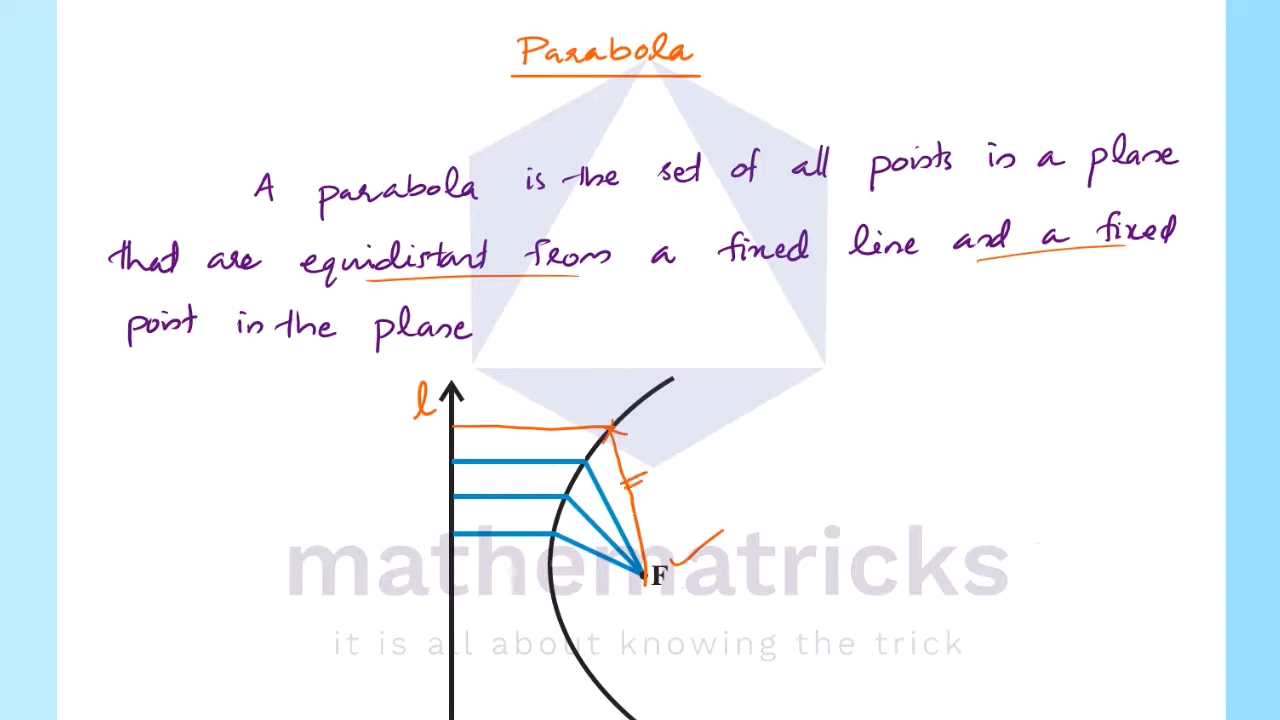 Parabola
A parabola is the set of all points in a plane
that are equidistant from a fixed line and a fixed
point in the plane
l
F
mathematricks
it is all about knowing the trick